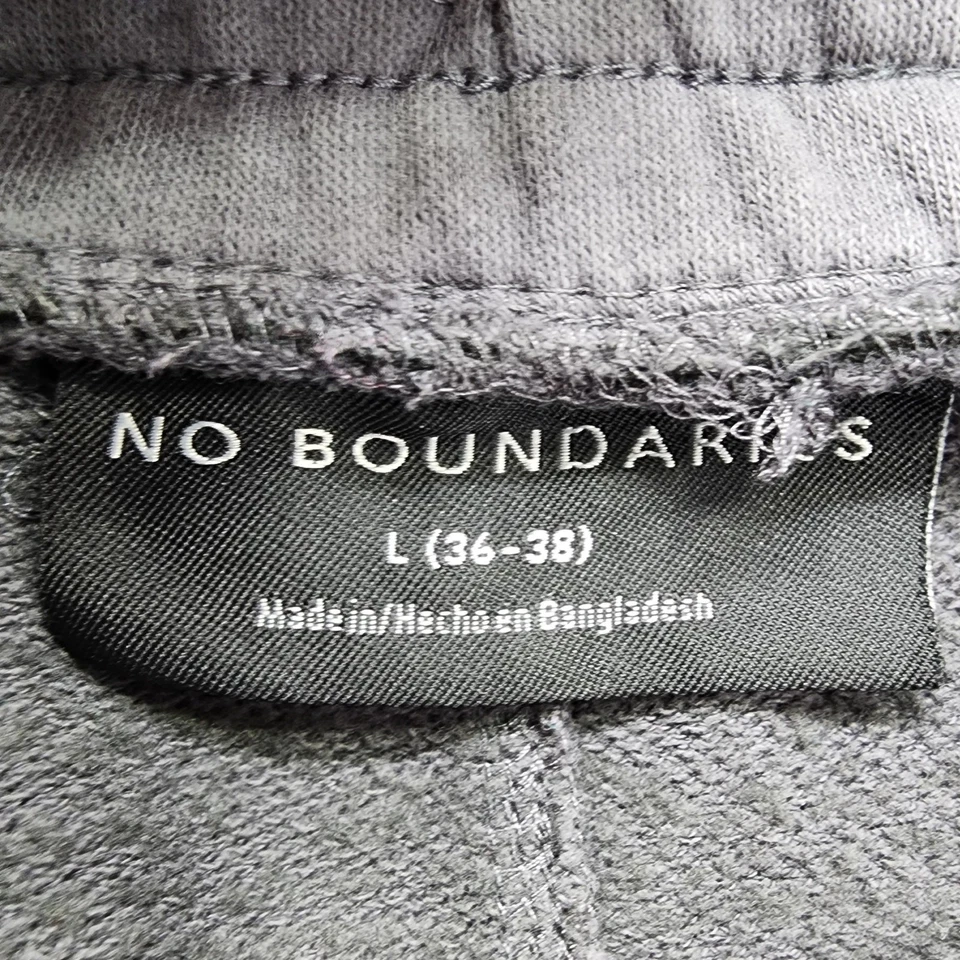 NO BOUNDARIES
L (36-38)
Made in/Hecho en Bangladesh